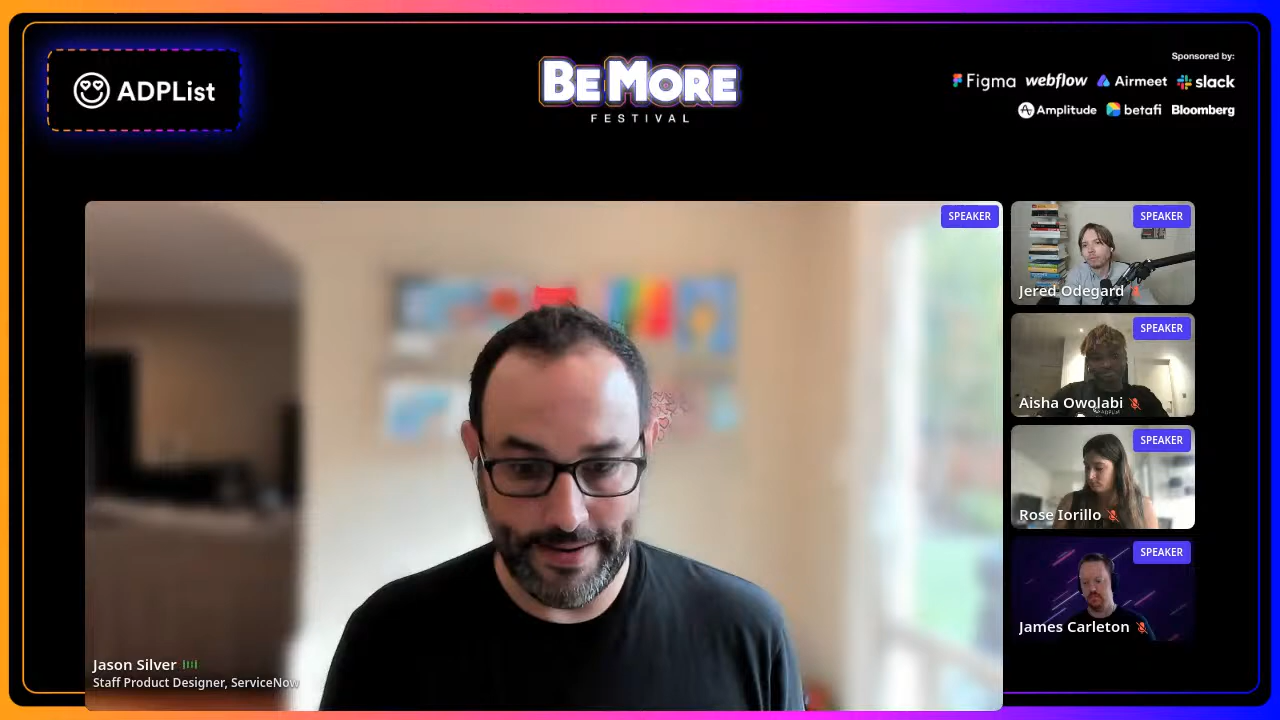 ADPList
BE MORE
FESTIVAL
Sponsored by:
Figma webflow Airmeet slack
Amplitude betafi Bloomberg
SPEAKER
Jason Silver
Staff Product Designer, ServiceNow
SPEAKER
Jered Odegard
SPEAKER
Aisha Owolabi
SPEAKER
Rose Iorillo
SPEAKER
James Carleton